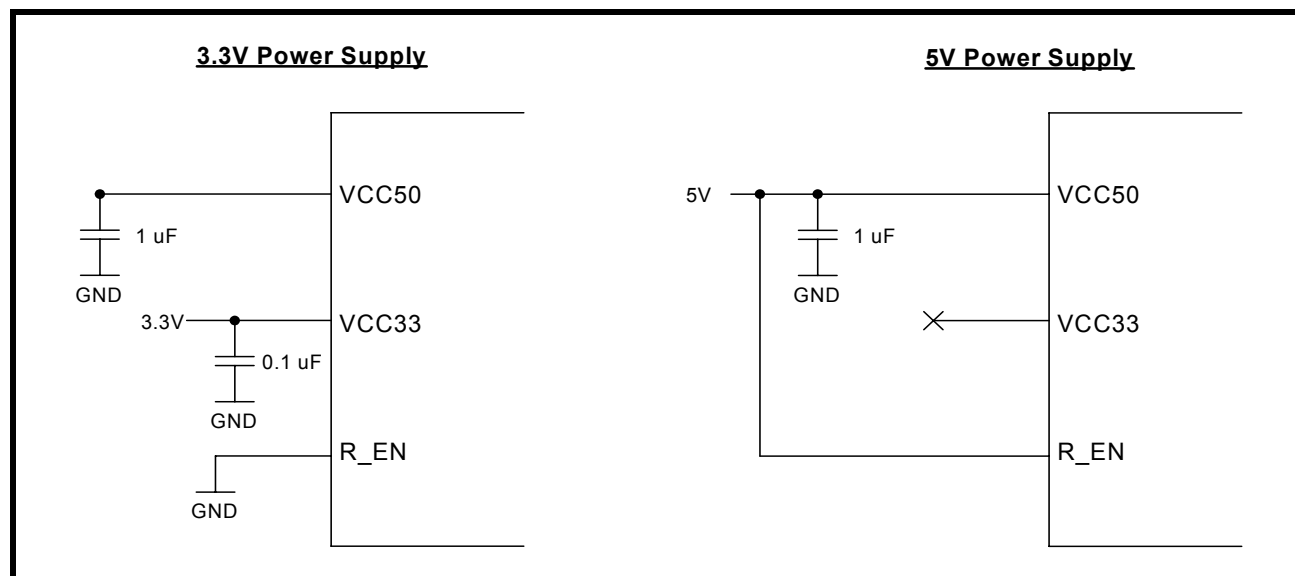 3.3V Power Supply
VCC50
1 uF
GND
3.3V
VCC33
0.1 uF
GND
R_EN
GND
5V Power Supply
5V
VCC50
1 uF
GND
VCC33
R_EN